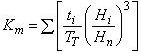 K_m = ∑ [ t_i / T_T ( H_i / H_n )^3 ]